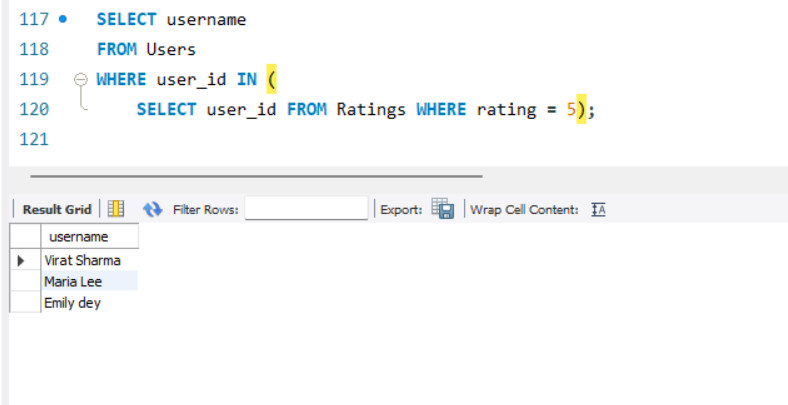 117 SELECT username
118 FROM Users
119 WHERE user_id IN (
120 SELECT user_id FROM Ratings WHERE rating = 5);
121
Result Grid Filter Rows: Export: Wrap Cell Content: IA
username
Virat Sharma
Maria Lee
Emily dey